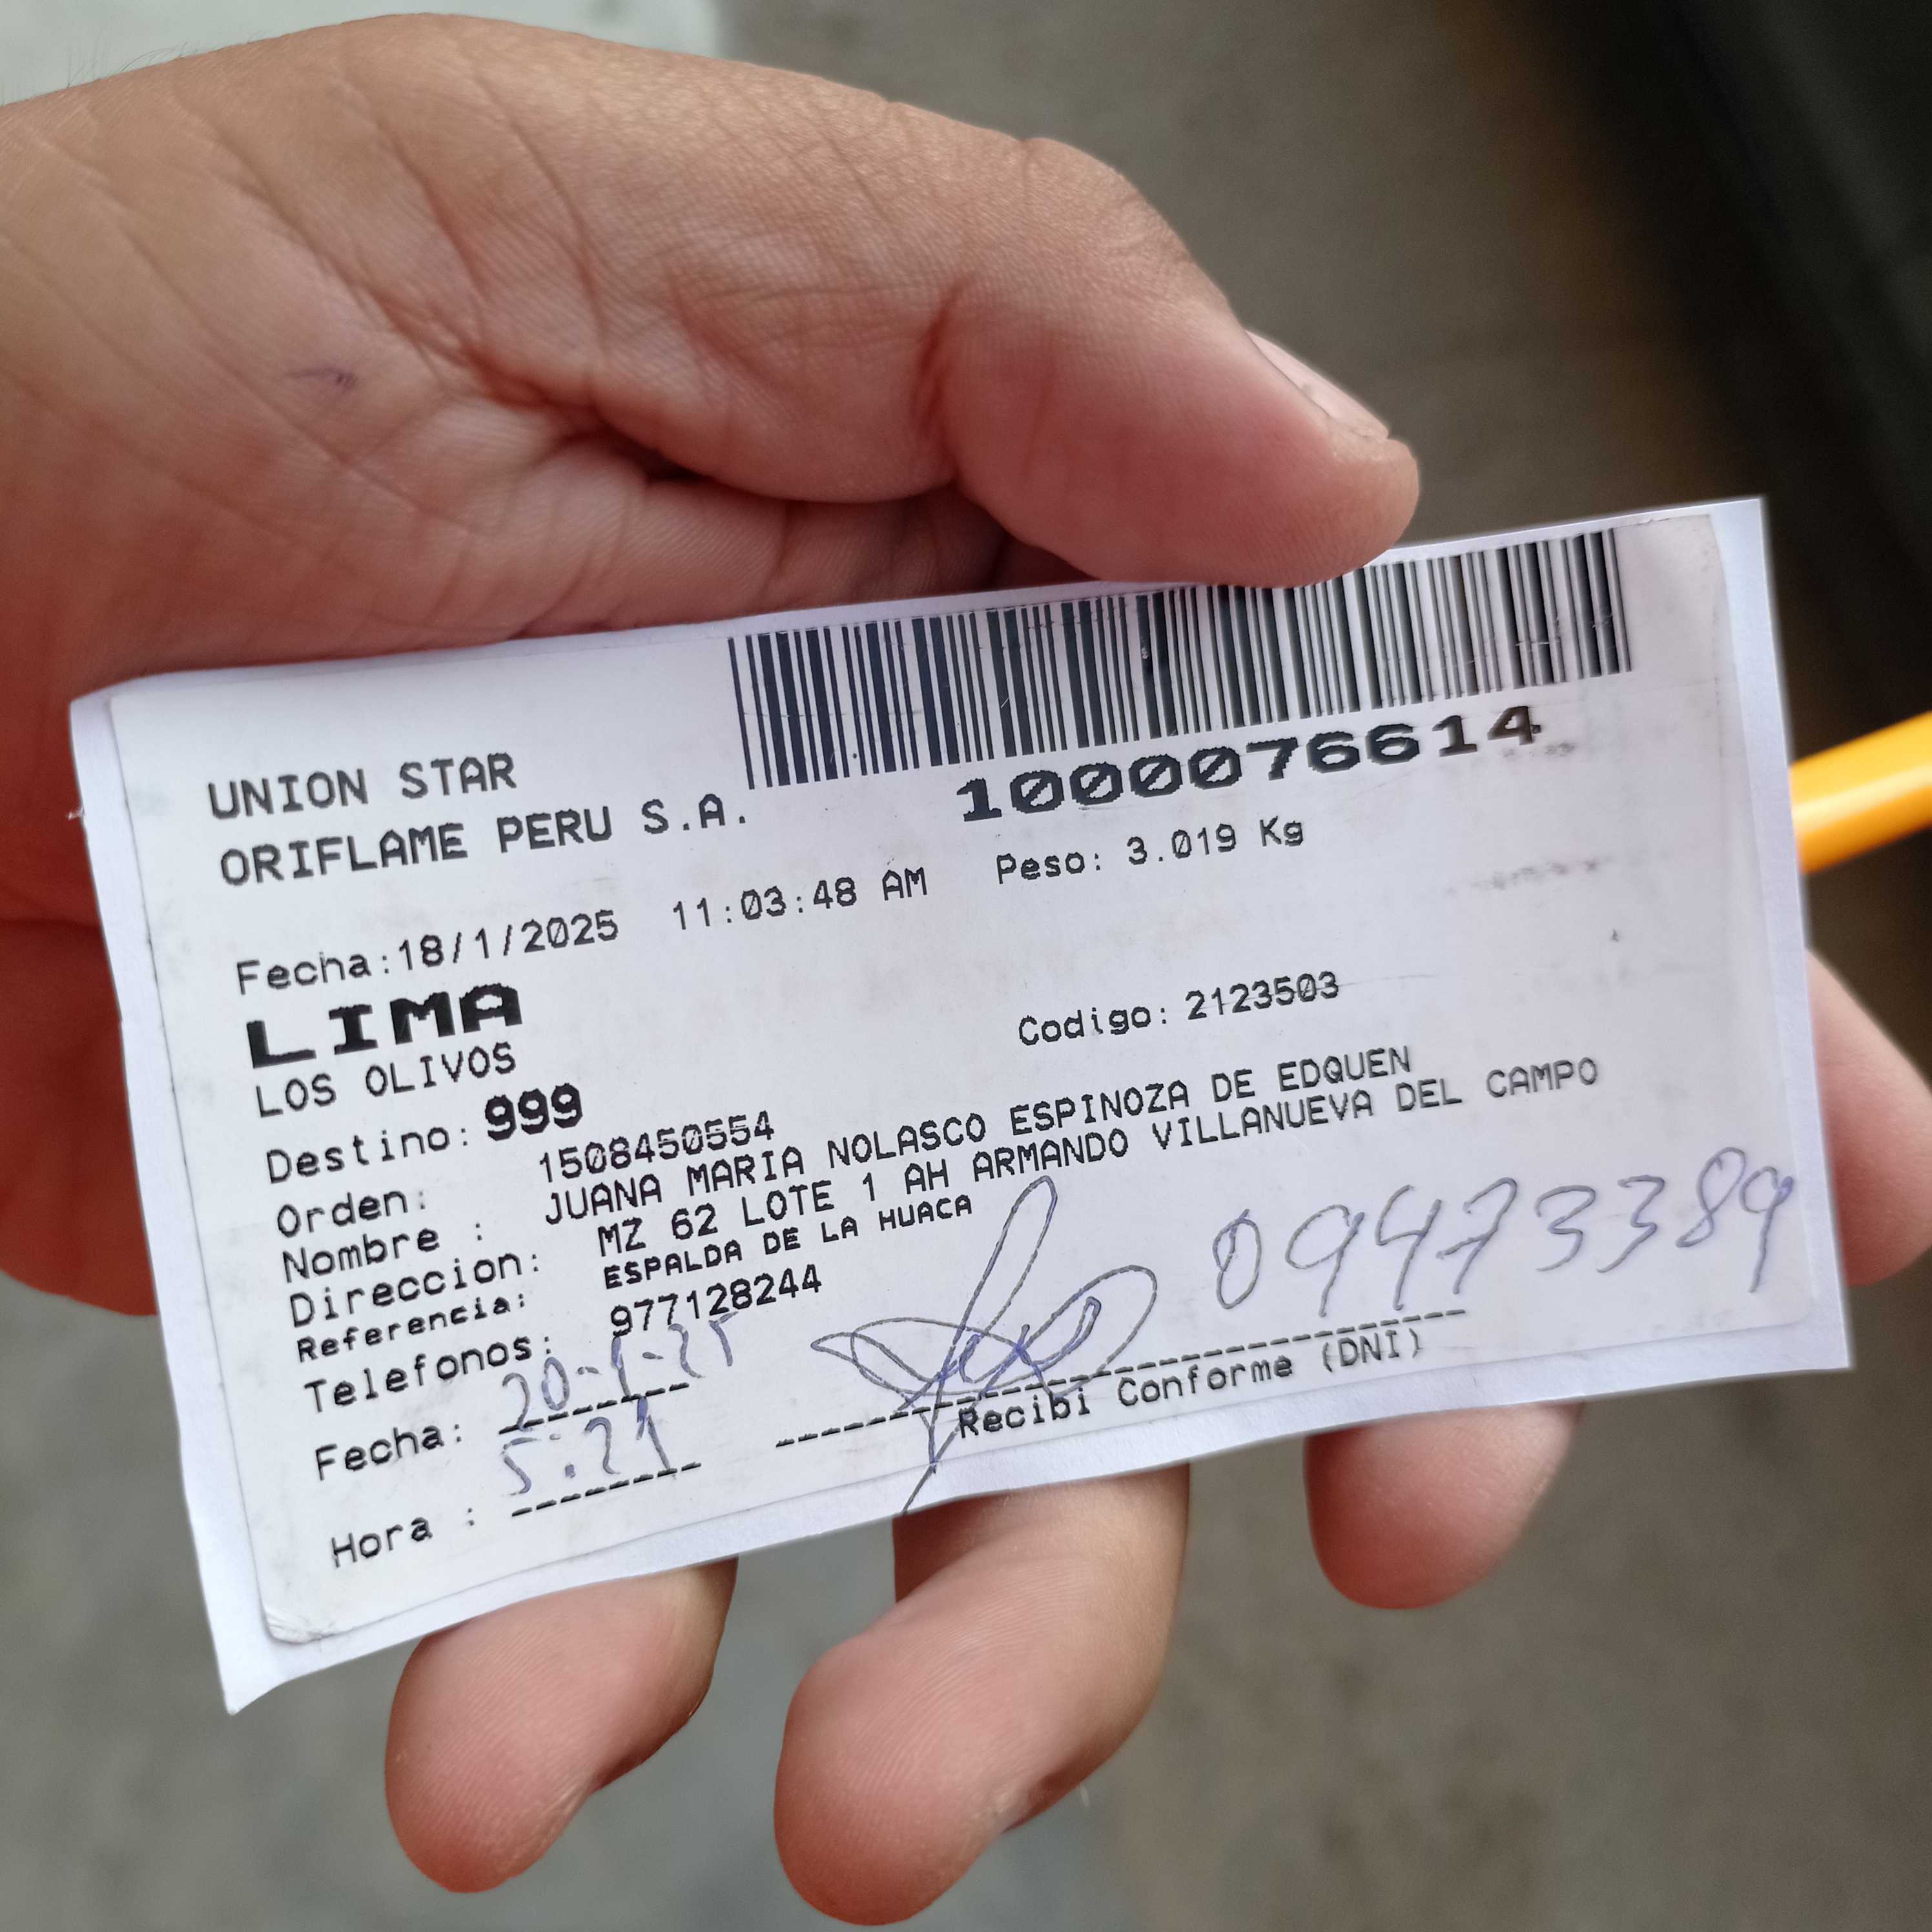 UNION STAR
ORIFLAME PERU S.A.
1000076614
Fecha:18/1/2025 11:03:48 AM Peso: 3.019 Kg
LIMA
LOS OLIVOS
Codigo: 2123503
Destino: 999
Orden: 1508450554
Nombre : JUANA MARIA NOLASCO ESPINOZA DE EDQUEN
Direccion: MZ 62 LOTE 1 AH ARMANDO VILLANUEVA DEL CAMPO
Referencia: ESPALDA DE LA HUACA
Telefonos: 977128244
09473389
Fecha: 20-1-25
Recibi Conforme (DNI)
Hora : 5:21